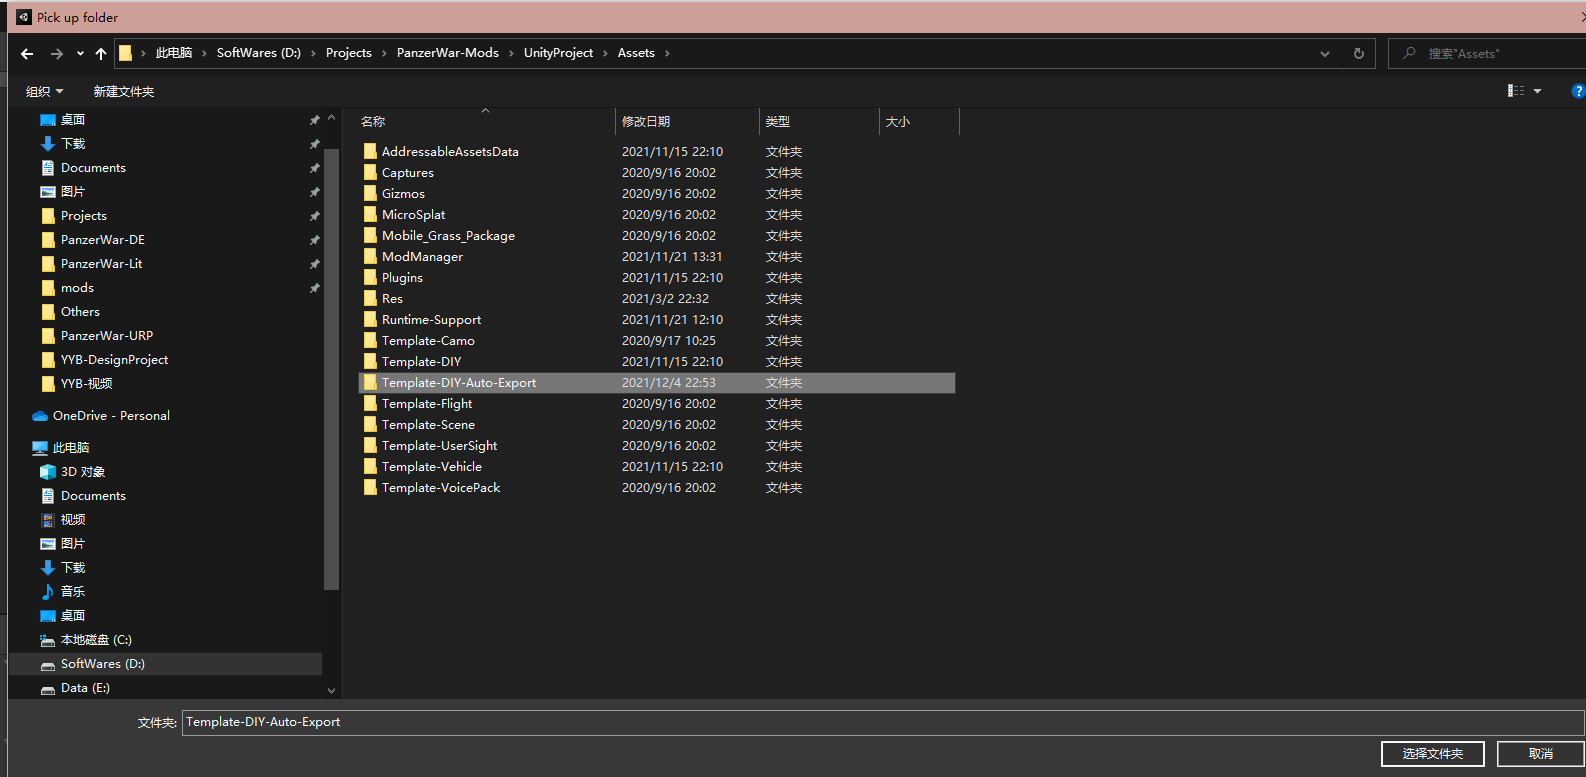 Pick up folder
此电脑 › SoftWares (D:) › Projects › PanzerWar-Mods › UnityProject › Assets ›
搜索"Assets"
组织 新建文件夹
桌面
下载
Documents
图片
Projects
PanzerWar-DE
PanzerWar-Lit
mods
Others
PanzerWar-URP
YYB-DesignProject
YYB-视频
OneDrive - Personal
此电脑
3D 对象
Documents
视频
图片
下载
音乐
桌面
本地磁盘 (C:)
SoftWares (D:)
Data (E:)
名称 修改日期 类型 大小
AddressableAssetsData 2021/11/15 22:10 文件夹
Captures 2020/9/16 20:02 文件夹
Gizmos 2020/9/16 20:02 文件夹
MicroSplat 2020/9/16 20:02 文件夹
Mobile_Grass_Package 2020/9/16 20:02 文件夹
ModManager 2021/11/21 13:31 文件夹
Plugins 2021/11/15 22:10 文件夹
Res 2021/3/2 22:32 文件夹
Runtime-Support 2021/11/21 12:10 文件夹
Template-Camo 2020/9/17 10:25 文件夹
Template-DIY 2021/11/15 22:10 文件夹
Template-DIY-Auto-Export 2021/12/4 22:53 文件夹
Template-Flight 2020/9/16 20:02 文件夹
Template-Scene 2020/9/16 20:02 文件夹
Template-UserSight 2020/9/16 20:02 文件夹
Template-Vehicle 2021/11/15 22:10 文件夹
Template-VoicePack 2020/9/16 20:02 文件夹
文件夹: Template-DIY-Auto-Export
选择文件夹 取消